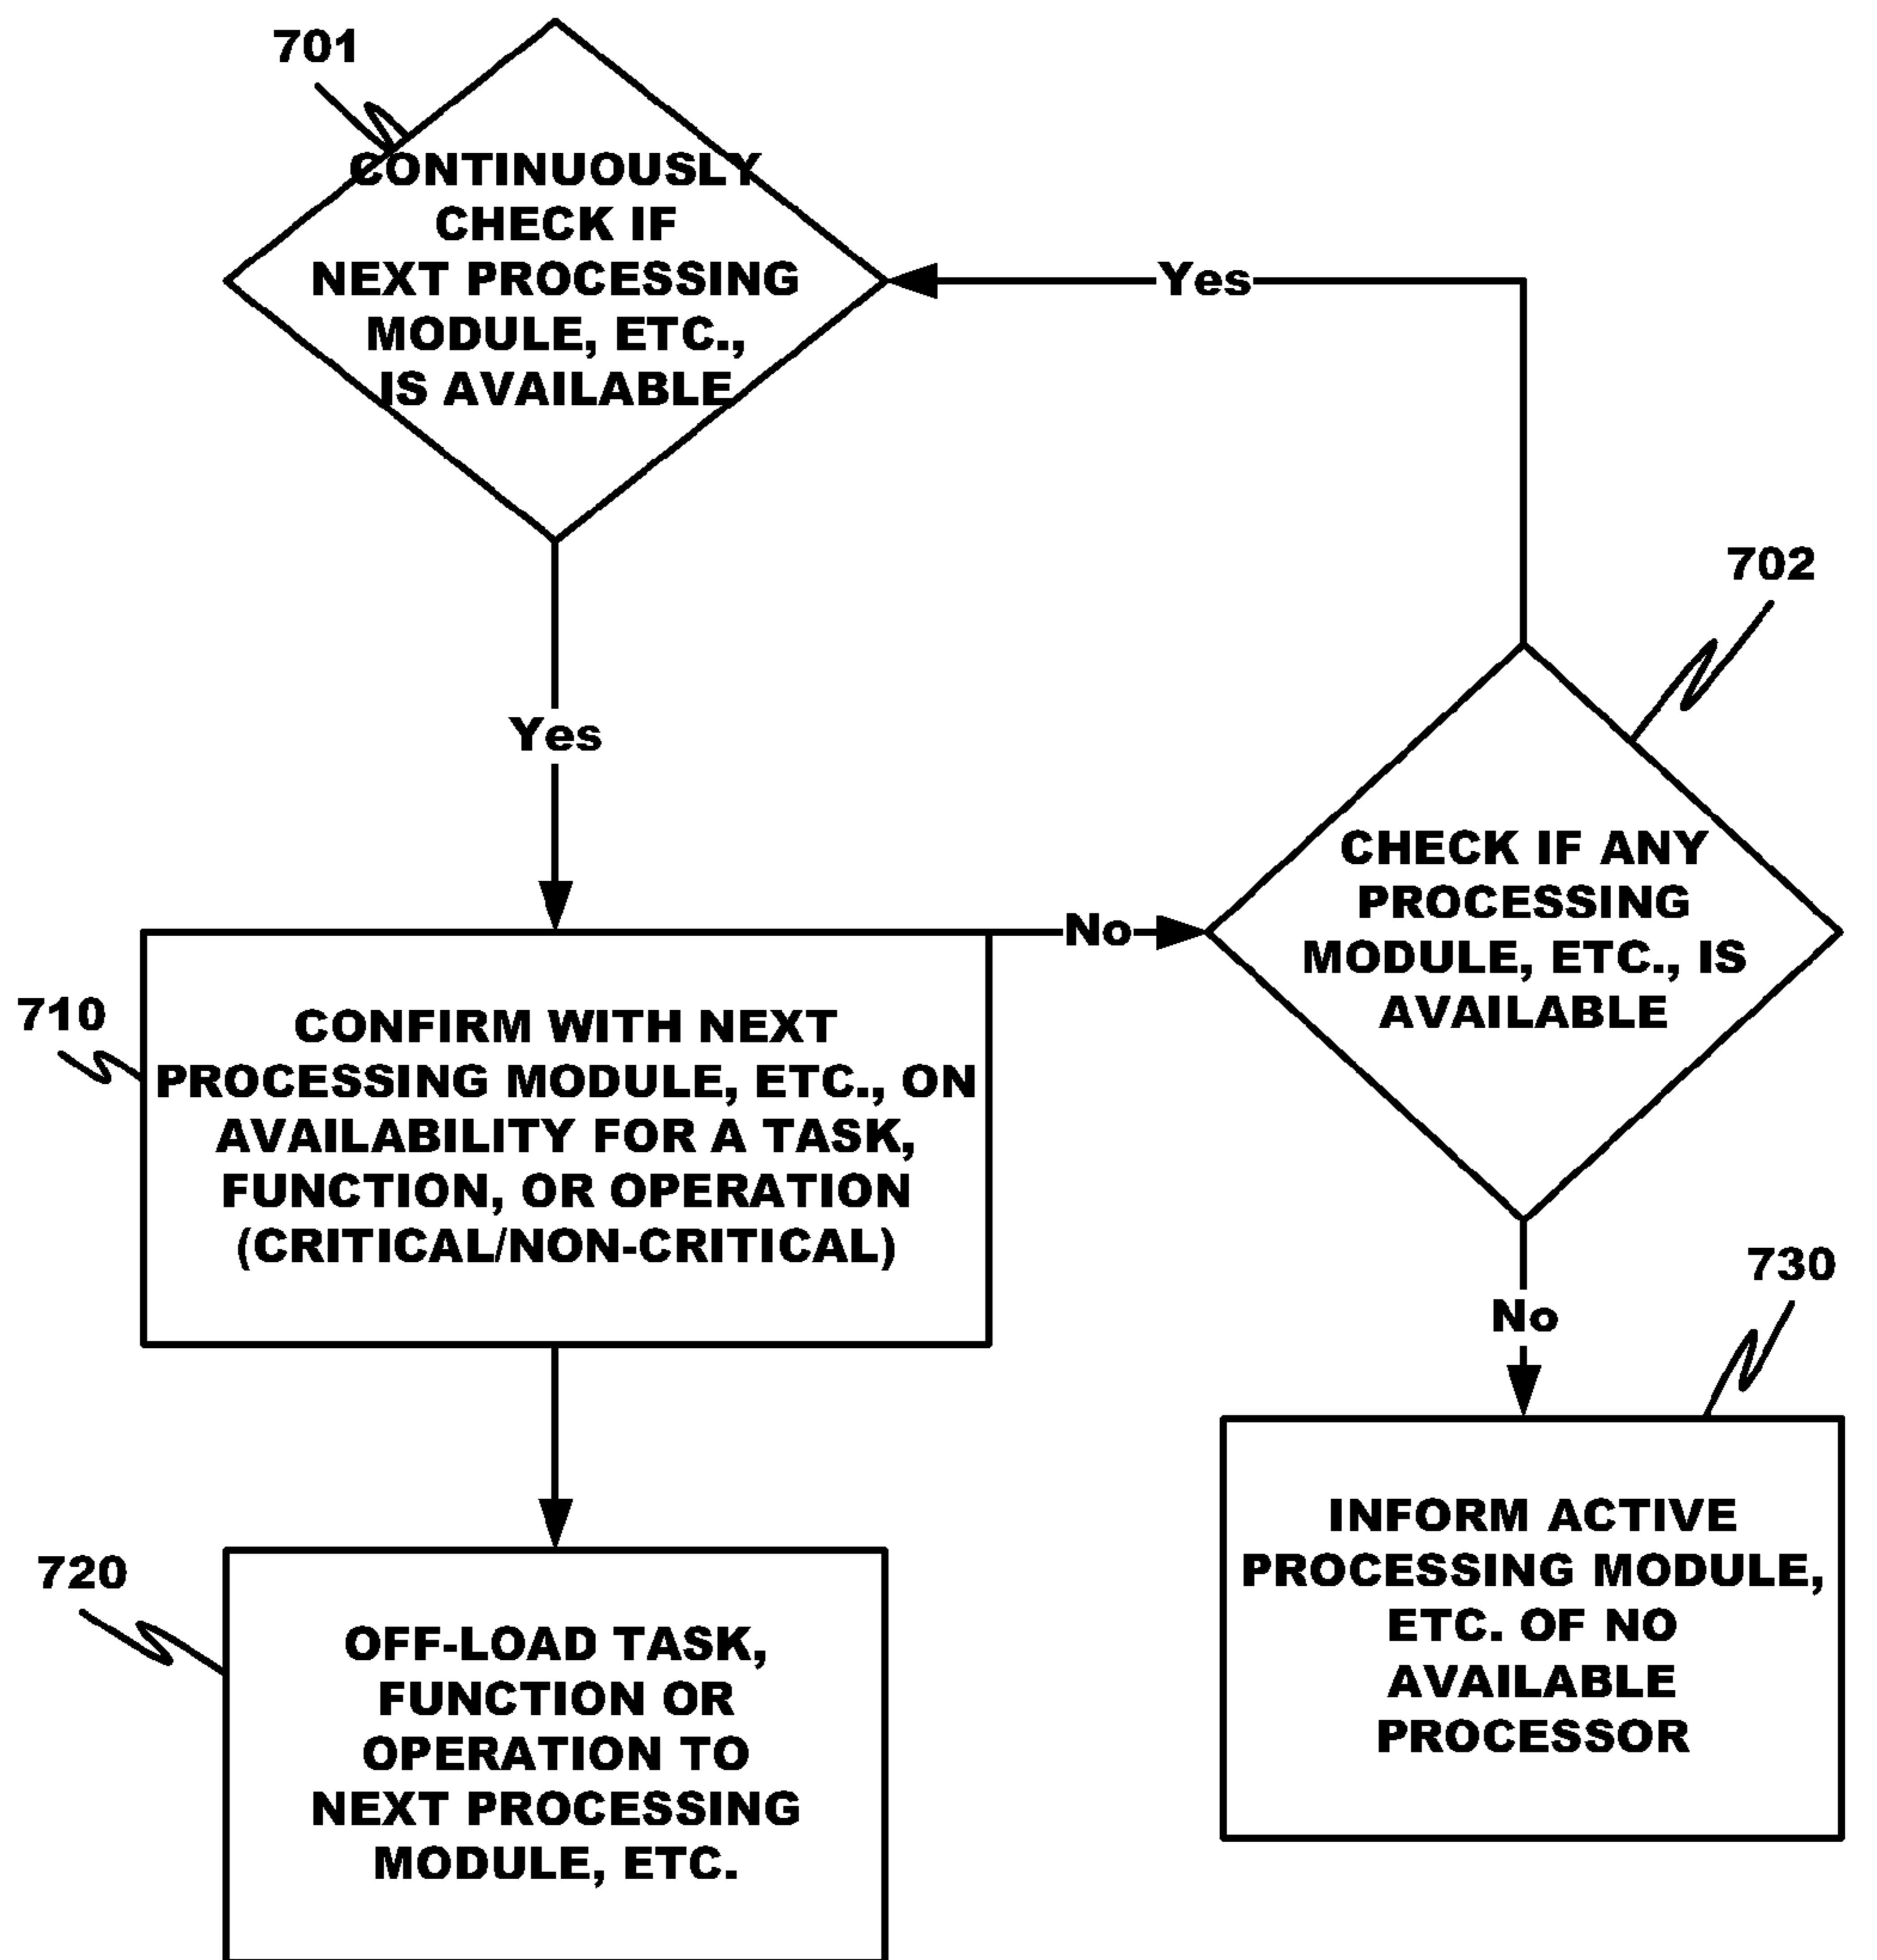 701
CONTINUOUSLY
CHECK IF
NEXT PROCESSING
MODULE, ETC.,
IS AVAILABLE
Yes
702
Yes
CHECK IF ANY
PROCESSING
MODULE, ETC., IS
AVAILABLE
No
710
CONFIRM WITH NEXT
PROCESSING MODULE, ETC., ON
AVAILABILITY FOR A TASK,
FUNCTION, OR OPERATION
(CRITICAL/NON-CRITICAL)
No
730
INFORM ACTIVE
PROCESSING MODULE,
ETC. OF NO
AVAILABLE
PROCESSOR
720
OFF-LOAD TASK,
FUNCTION OR
OPERATION TO
NEXT PROCESSING
MODULE, ETC.